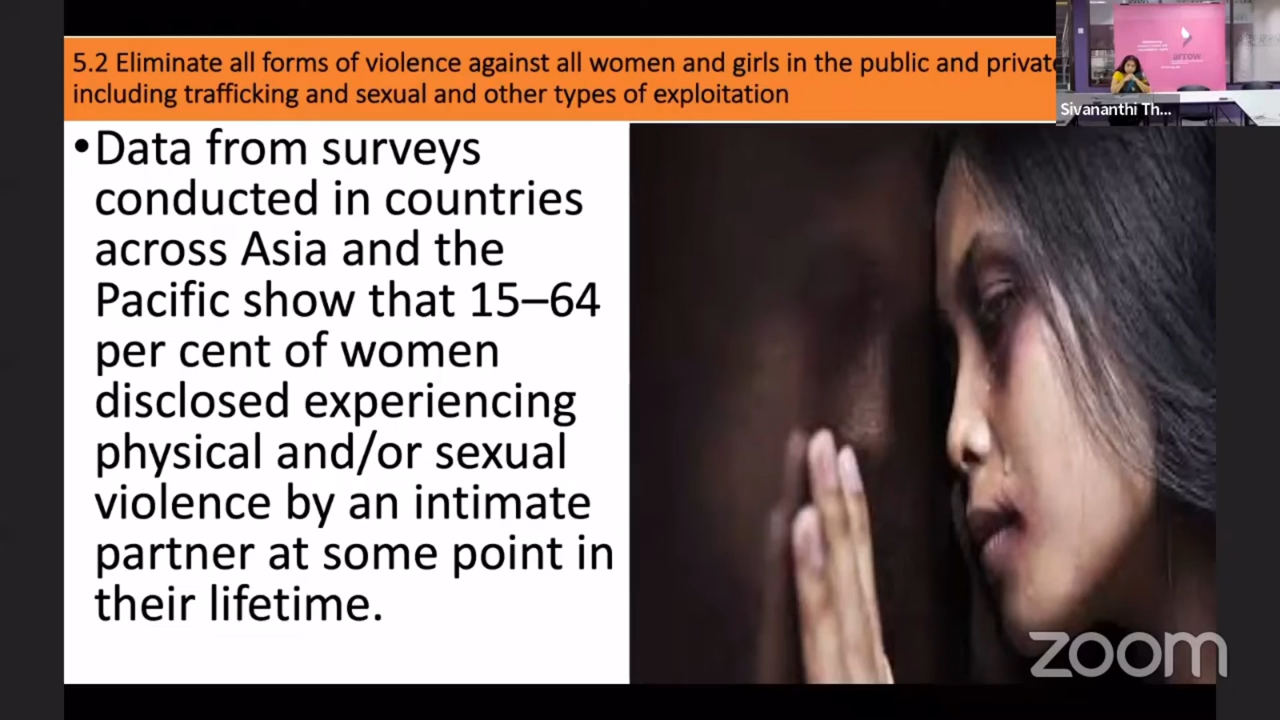 5.2 Eliminate all forms of violence against all women and girls in the public and private
including trafficking and sexual and other types of exploitation
•Data from surveys
conducted in countries
across Asia and the
Pacific show that 15–64
per cent of women
disclosed experiencing
physical and/or sexual
violence by an intimate
partner at some point in
their lifetime.
arrow
Sivananthi Th...
zoom